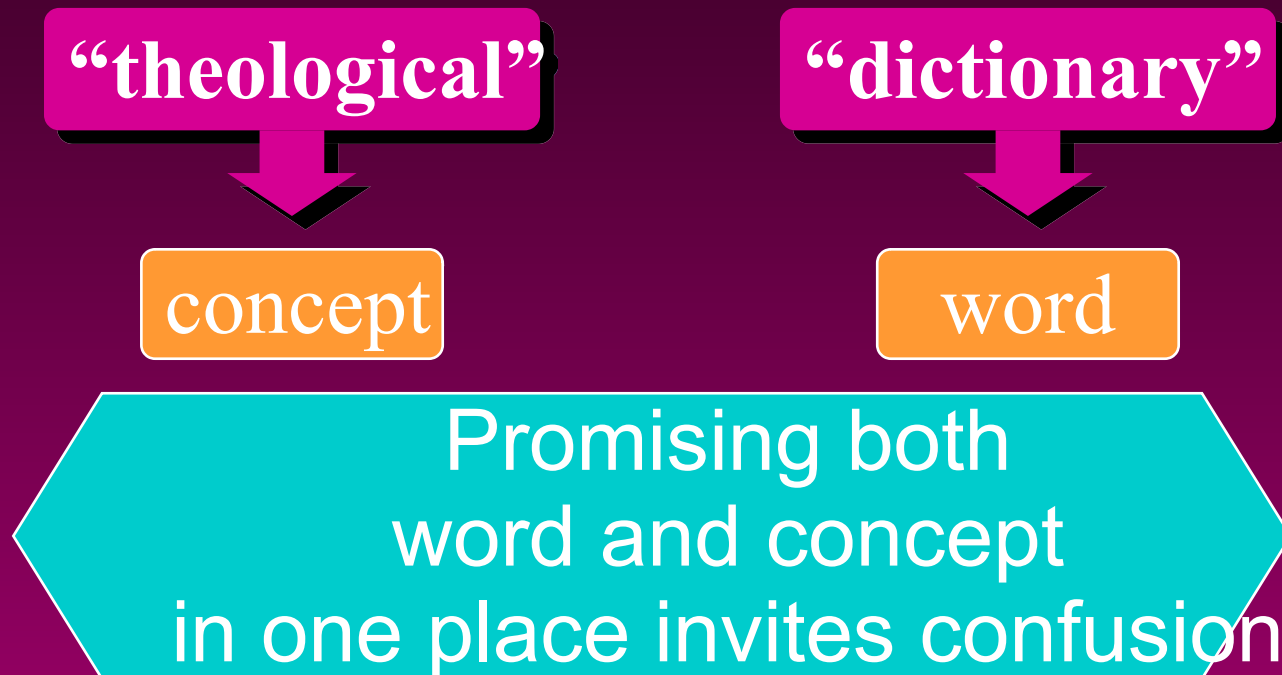 “theological”
“dictionary”
concept
word
Promising both
word and concept
in one place invites confusion